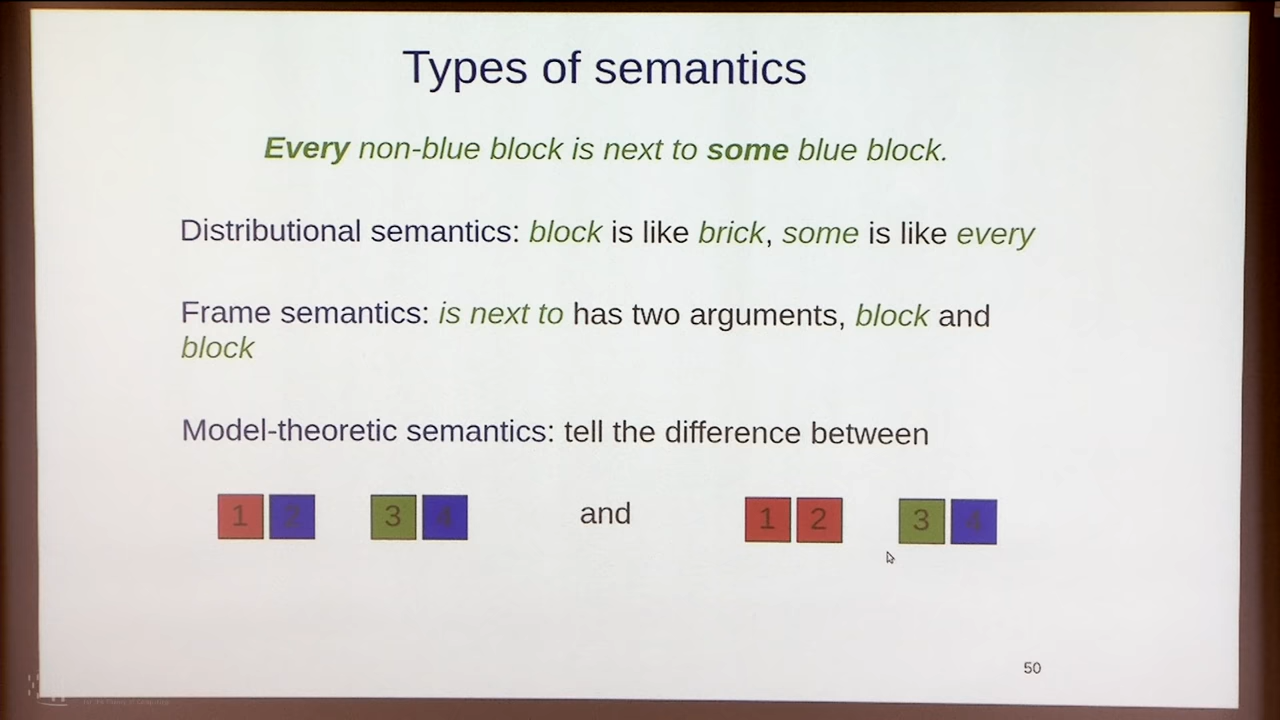 Types of semantics
Every non-blue block is next to some blue block.
Distributional semantics: block is like brick, some is like every
Frame semantics: is next to has two arguments, block and
block
Model-theoretic semantics: tell the difference between
1 2 3 4 and 1 2 3 4
50